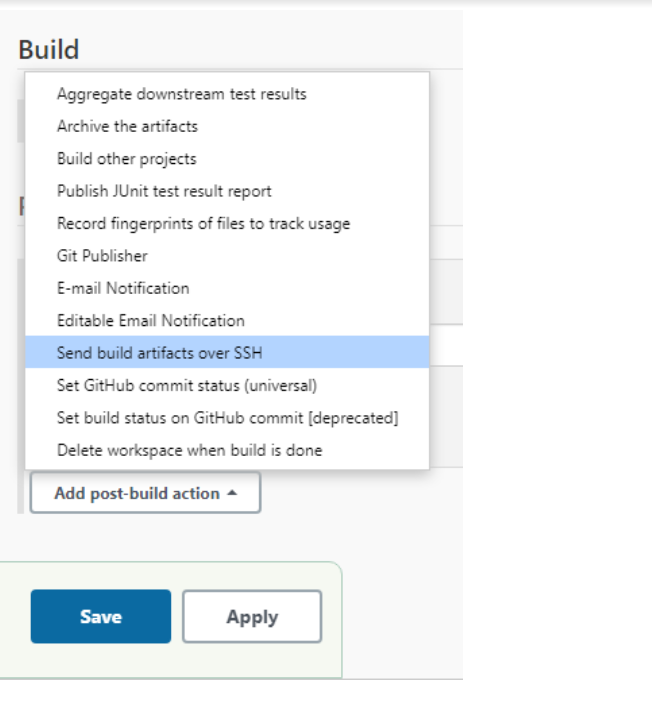 Build
Aggregate downstream test results
Archive the artifacts
Build other projects
Publish JUnit test result report
Record fingerprints of files to track usage
Git Publisher
E-mail Notification
Editable Email Notification
Send build artifacts over SSH
Set GitHub commit status (universal)
Set build status on GitHub commit [deprecated]
Delete workspace when build is done
Add post-build action
Save
Apply